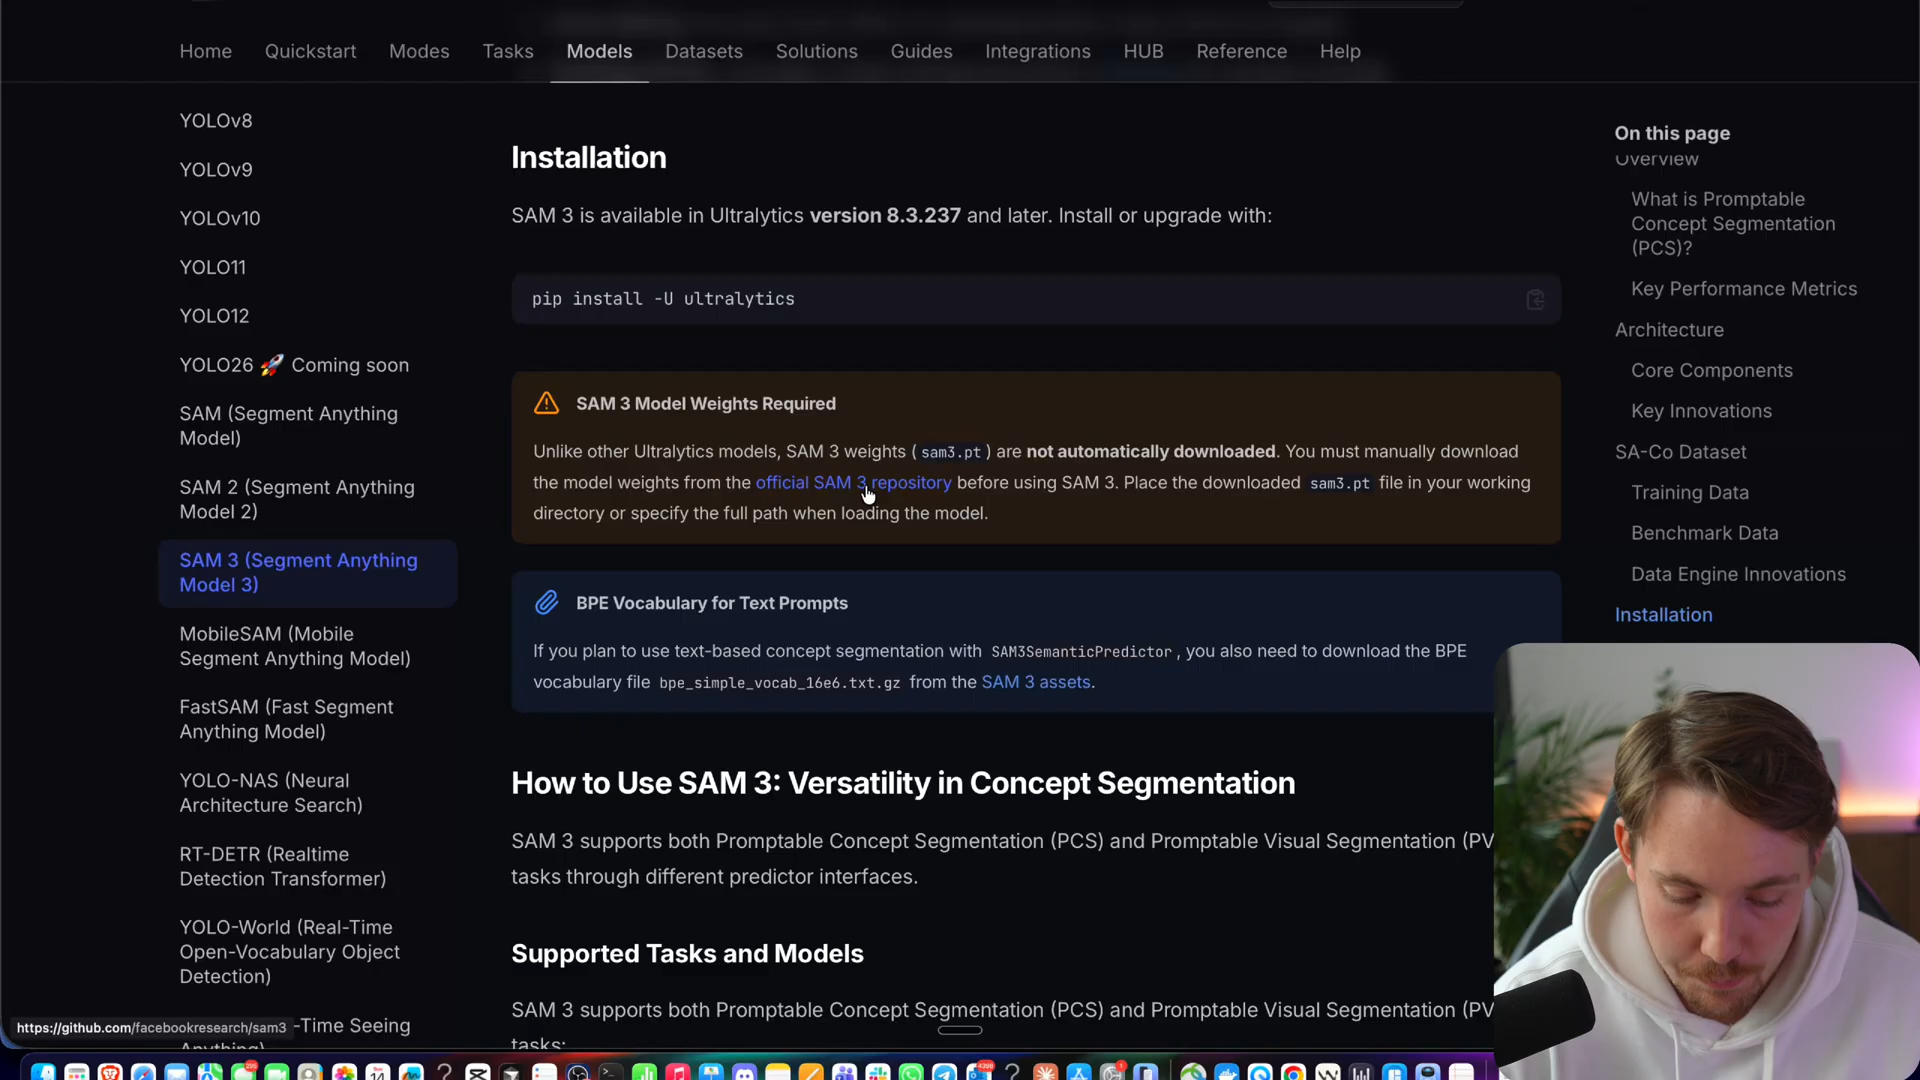 Home Quickstart Modes Tasks Models Datasets Solutions Guides Integrations HUB Reference Help
YOLOv8
YOLOv9
YOLOv10
YOLO11
YOLO12
YOLO26 🚀 Coming soon
SAM (Segment Anything
Model)
SAM 2 (Segment Anything
Model 2)
SAM 3 (Segment Anything
Model 3)
MobileSAM (Mobile
Segment Anything Model)
FastSAM (Fast Segment
Anything Model)
YOLO-NAS (Neural
Architecture Search)
RT-DETR (Realtime
Detection Transformer)
YOLO-World (Real-Time
Open-Vocabulary Object
Detection)
-Time Seeing
Anything)
https://github.com/facebookresearch/sam3
Installation
SAM 3 is available in Ultralytics version 8.3.237 and later. Install or upgrade with:
pip install -U ultralytics
SAM 3 Model Weights Required
Unlike other Ultralytics models, SAM 3 weights ( sam3.pt ) are not automatically downloaded. You must manually download
the model weights from the official SAM 3 repository before using SAM 3. Place the downloaded sam3.pt file in your working
directory or specify the full path when loading the model.
BPE Vocabulary for Text Prompts
If you plan to use text-based concept segmentation with SAM3SemanticPredictor , you also need to download the BPE
vocabulary file bpe_simple_vocab_16e6.txt.gz from the SAM 3 assets.
How to Use SAM 3: Versatility in Concept Segmentation
SAM 3 supports both Promptable Concept Segmentation (PCS) and Promptable Visual Segmentation (PV
tasks through different predictor interfaces.
Supported Tasks and Models
SAM 3 supports both Promptable Concept Segmentation (PCS) and Promptable Visual Segmentation (PV
tasks:
On this page
Overview
What is Promptable
Concept Segmentation
(PCS)?
Key Performance Metrics
Architecture
Core Components
Key Innovations
SA-Co Dataset
Training Data
Benchmark Data
Data Engine Innovations
Installation